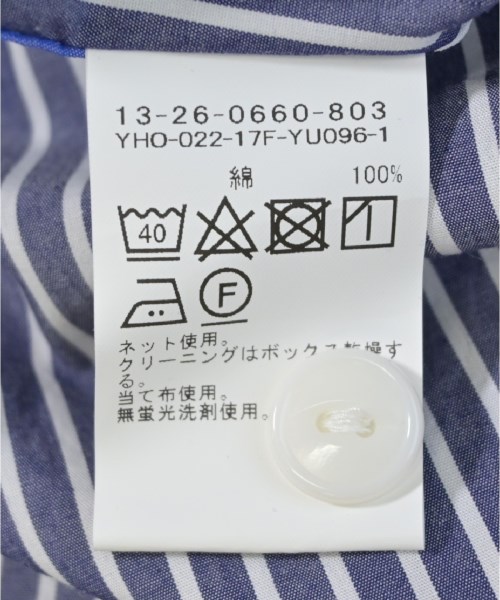 13-26-0660-803
YHO-022-17F-YU096-1
綿 100%
40
F
ネット使用。
クリーニングはボックス乾燥す
る。
当て布使用。
無蛍光洗剤使用。